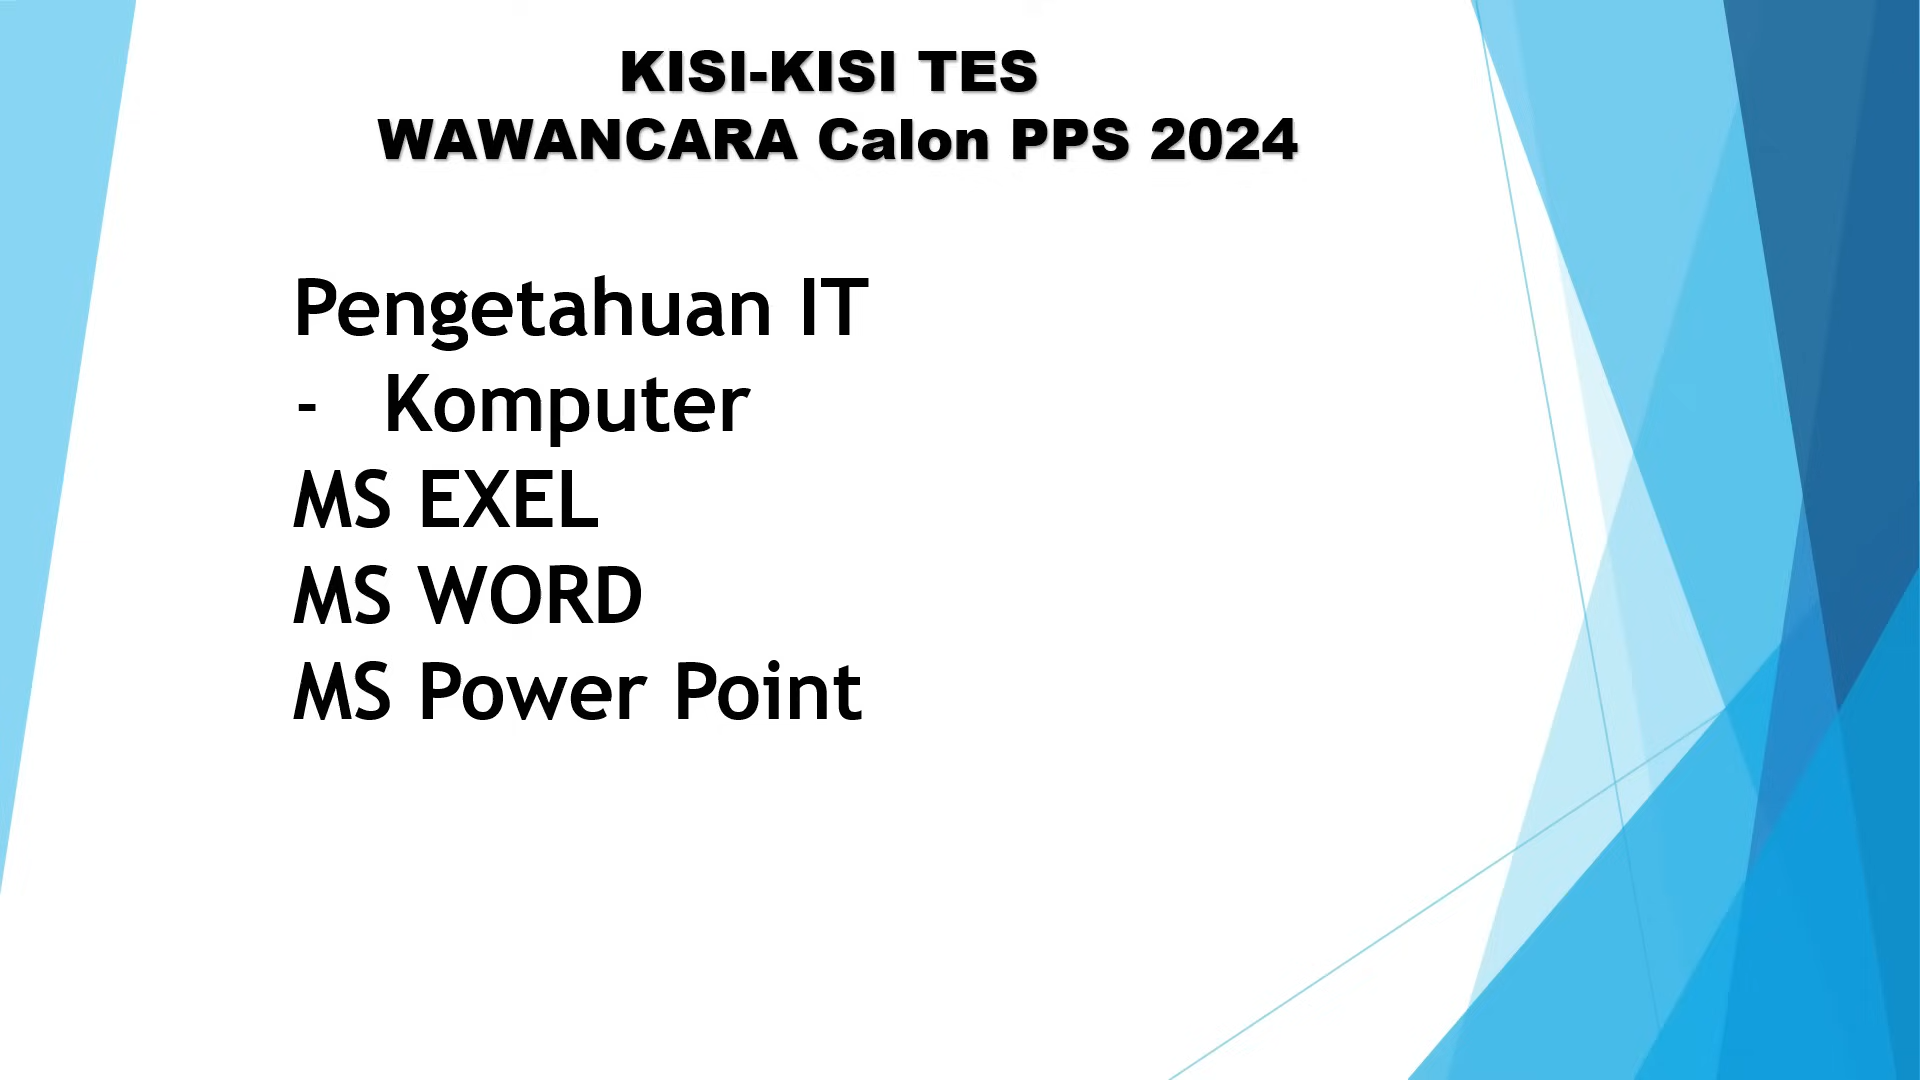 KISI-KISI TES
WAWANCARA Calon PPS 2024
Pengetahuan IT
- Komputer
MS EXEL
MS WORD
MS Power Point